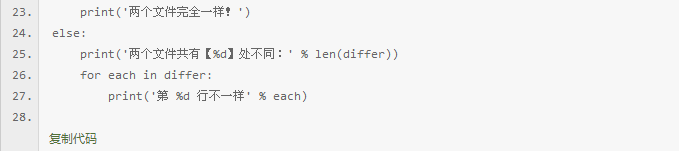 23.     print('两个文件完全一样！')
24. else:
25.     print('两个文件共有【%d】处不同：' % len(differ))
26.     for each in differ:
27.         print('第 %d 行不一样' % each)
28.
复制代码